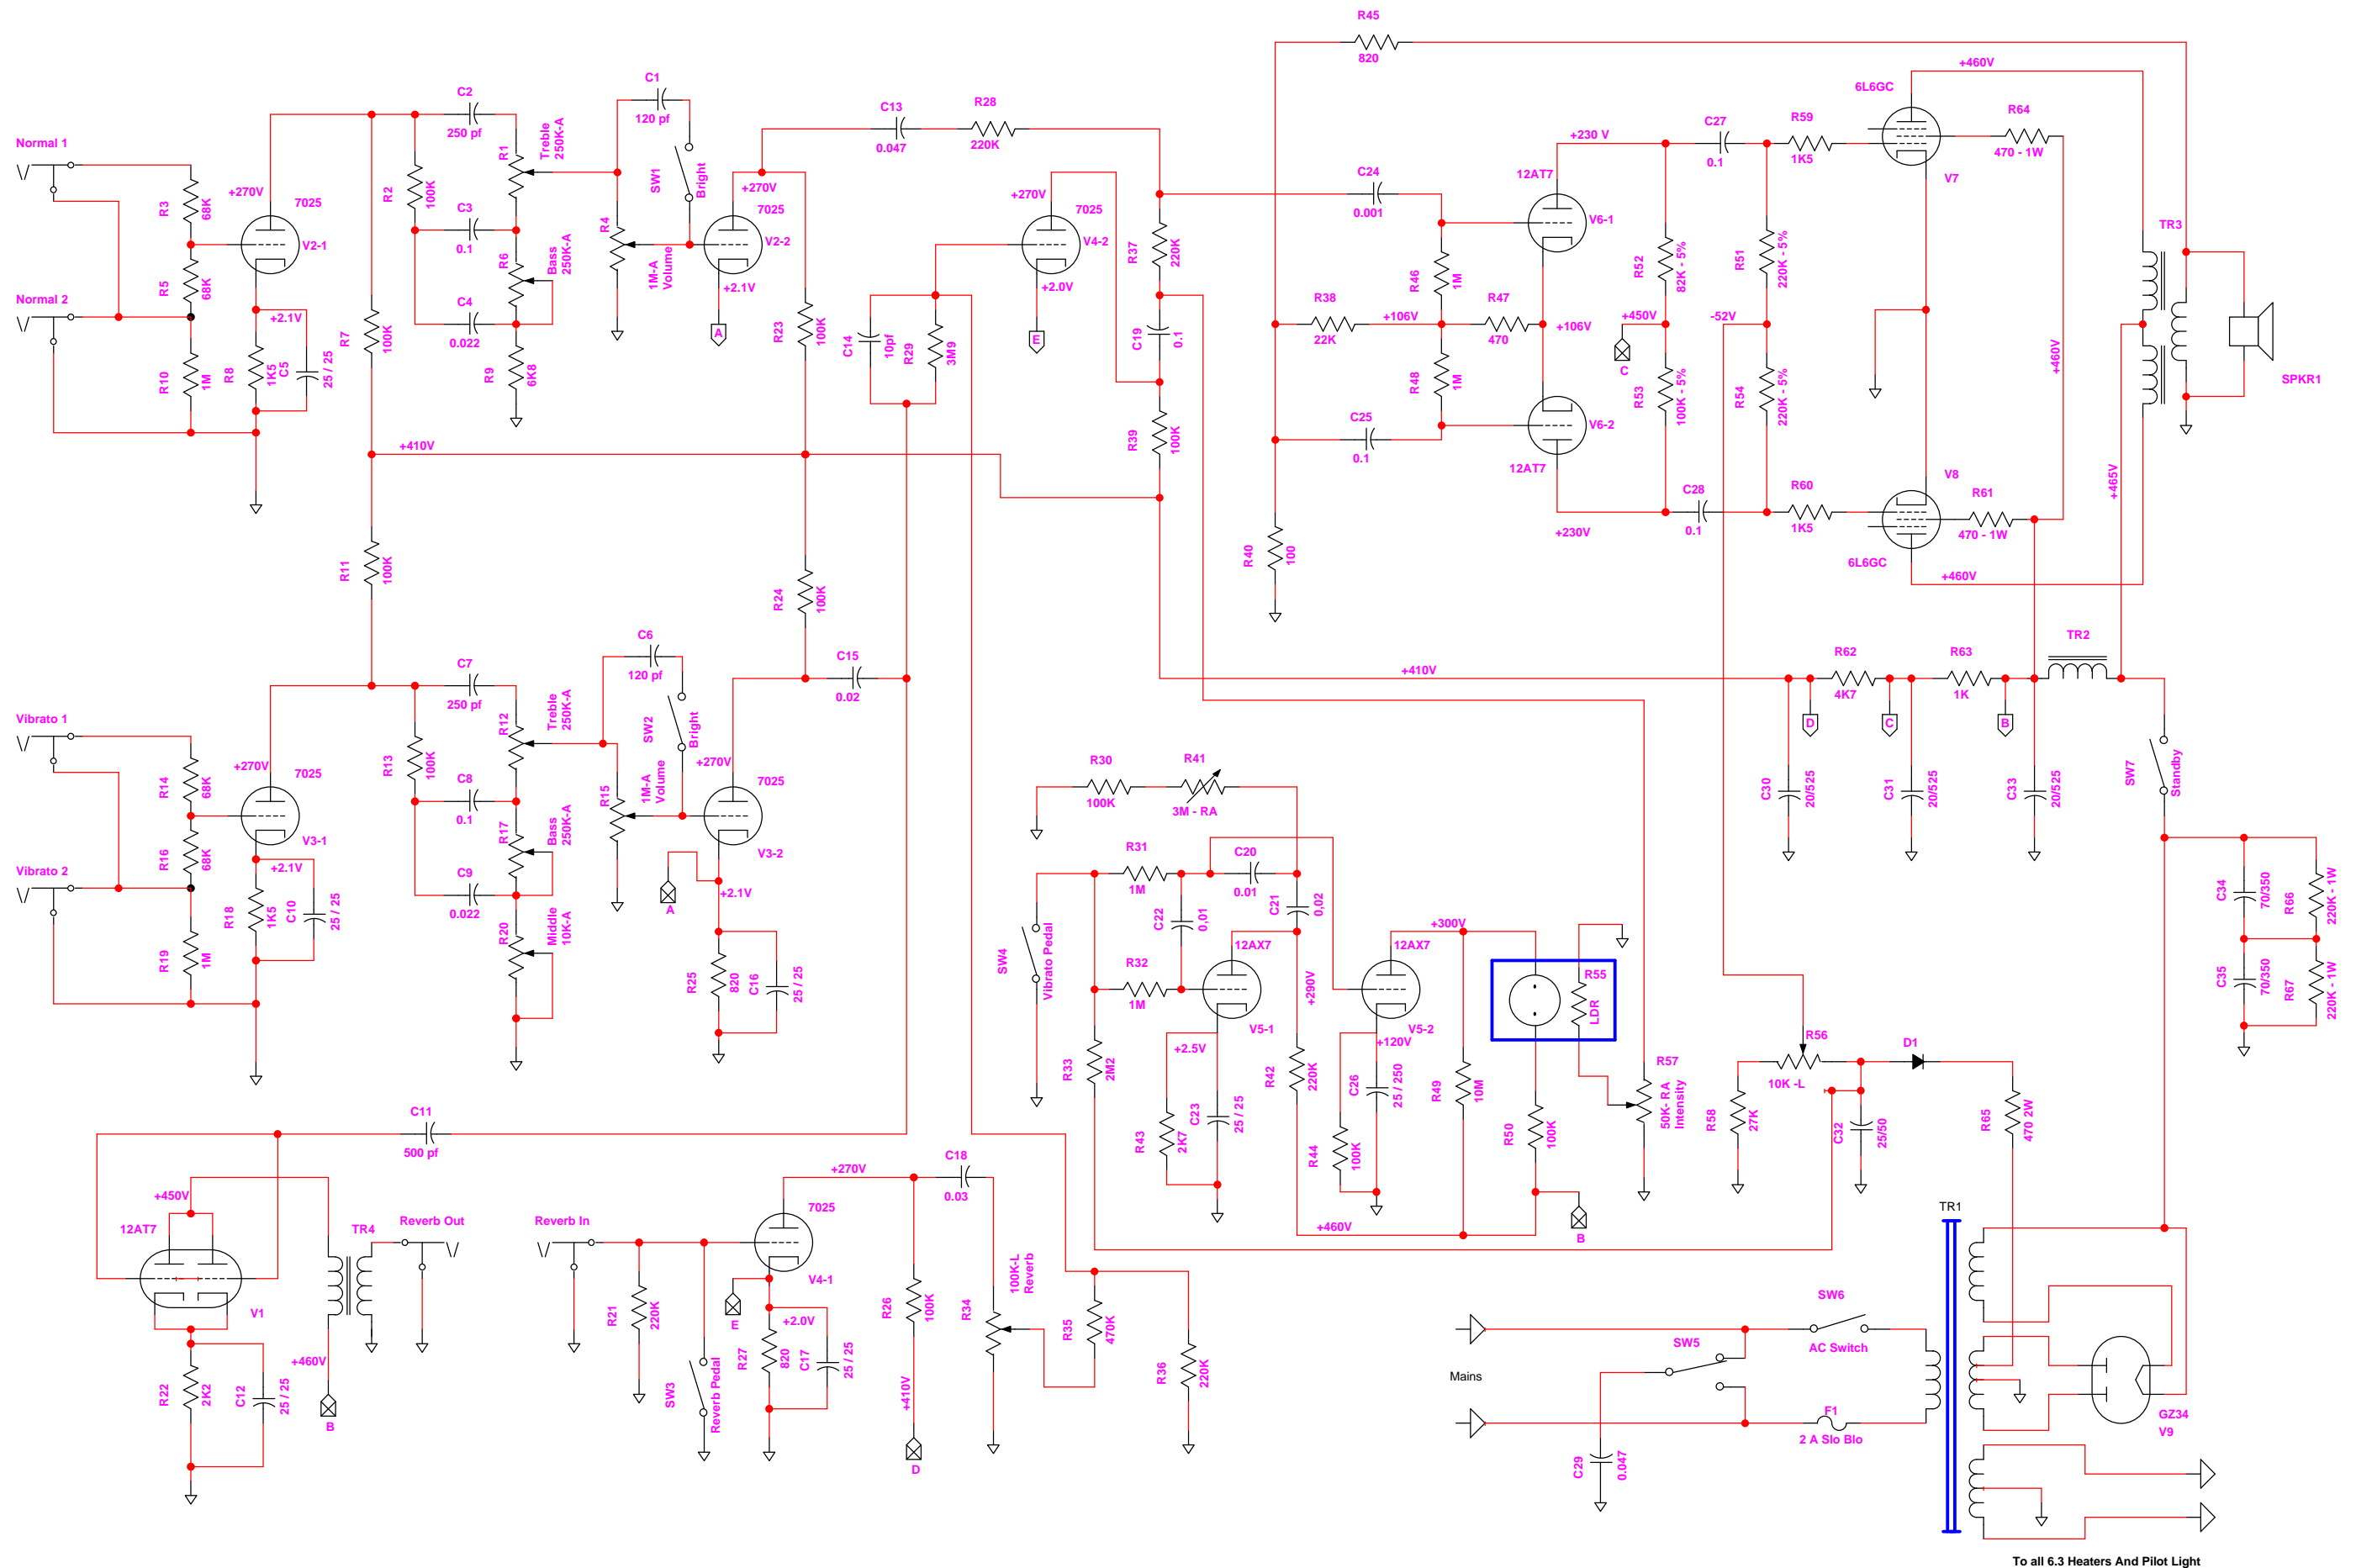 R45
820
C1
120 pf
C2
250 pf
C13
0.047
R28
220K
+460V
6L6GC
R64
470 - 1W
V7
Normal 1
+270V
7025
R3
68K
V2-1
R2
100K
R1
Treble
250K-A
SW1
Bright
+270V
7025
V2-2
+270V
7025
V4-2
C24
0.001
12AT7
+230 V
V6-1
C27
0.1
R59
1K5
TR3
Normal 2
R5
68K
+2.1V
R10
1M
R8
1K5
C5
25 / 25
R7
100K
C3
0.1
R6
Bass
250K-A
C4
0.022
R9
6K8
R4
1M-A
Volume
+2.1V
A
R23
100K
C14
10pf
R29
3M9
+2.0V
E
R37
220K
C19
0.1
R39
100K
R38
22K
R46
1M
+106V
R47
470
+106V
R48
1M
C25
0.1
V6-2
12AT7
+230V
R52
82K - 5%
+450V
C
R53
100K - 5%
R51
220K - 5%
-52V
R54
220K - 5%
C28
0.1
R60
1K5
V8
R61
470 - 1W
6L6GC
+460V
+460V
+465V
SPKR1
+410V
R40
100
R11
100K
R24
100K
C6
120 pf
C7
250 pf
C15
0.02
+410V
R62
4K7
R63
1K
TR2
D
C
B
C30
20/525
C31
20/525
C33
20/525
SW7
Standby
Vibrato 1
+270V
7025
R14
68K
V3-1
R13
100K
R12
Treble
250K-A
SW2
Bright
+270V
7025
V3-2
Vibrato 2
R16
68K
+2.1V
R19
1M
R18
1K5
C10
25 / 25
C8
0.1
R17
Bass
250K-A
C9
0.022
R20
Middle
10K-A
R15
1M-A
Volume
A
+2.1V
R25
820
C16
25 / 25
R30
100K
R41
3M - RA
R31
1M
C20
0.01
C22
0,01
C21
0,02
R32
1M
12AX7
V5-1
+290V
+300V
12AX7
V5-2
R55
LDR
SW4
Vibrato Pedal
+2.5V
+120V
R33
2M2
R43
2K7
C23
25 / 25
R42
220K
R44
100K
C26
25 / 250
R49
10M
R50
100K
R57
50K- RA
Intensity
+460V
B
R56
10K -L
D1
R58
27K
C32
25/50
R65
470 2W
C34
70/350
R66
220K - 1W
C35
70/350
R67
220K - 1W
C11
500 pf
+450V
12AT7
V1
TR4
Reverb Out
+460V
B
R22
2K2
C12
25 / 25
Reverb In
+270V
7025
V4-1
R21
220K
SW3
Reverb Pedal
E
+2.0V
R27
820
C17
25 / 25
R26
100K
+410V
D
C18
0.03
R34
100K-L
Reverb
R35
470K
R36
220K
TR1
SW6
AC Switch
SW5
Mains
F1
2 A Slo Blo
C29
0.047
GZ34
V9
To all 6.3 Heaters And Pilot Light